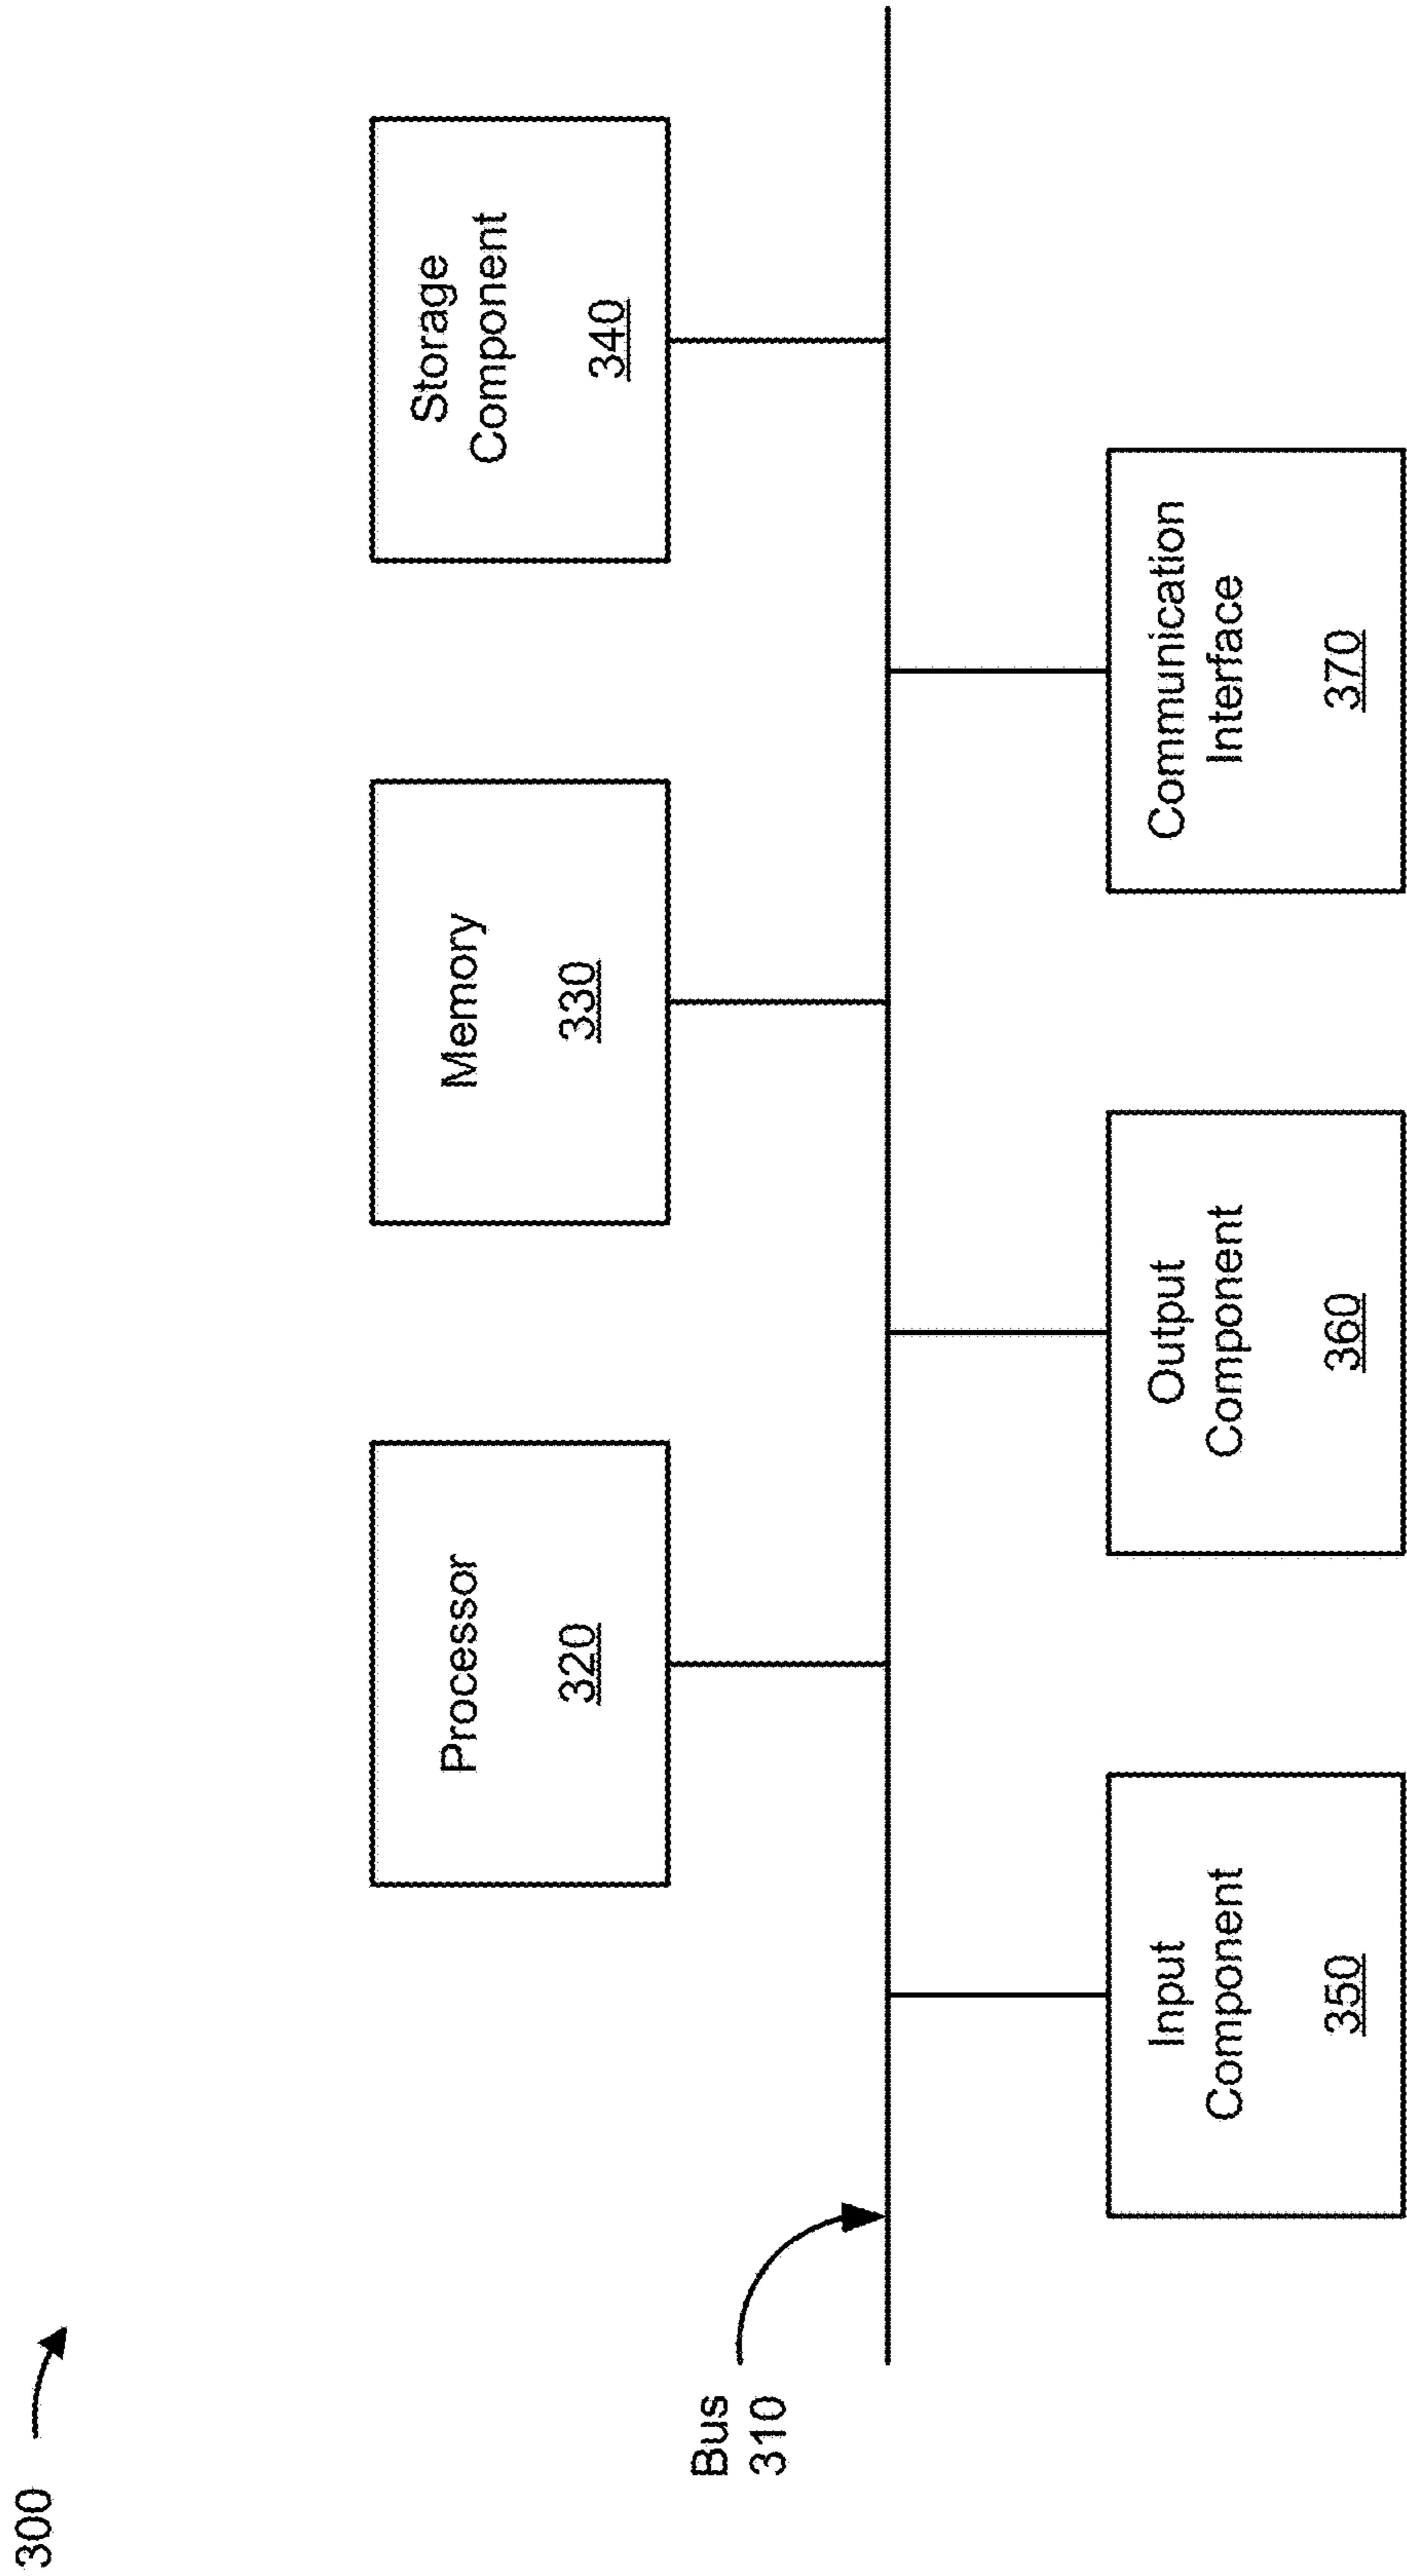 300
Processor
320
Memory
330
Storage
Component
340
Bus
310
Input
Component
350
Output
Component
360
Communication
Interface
370